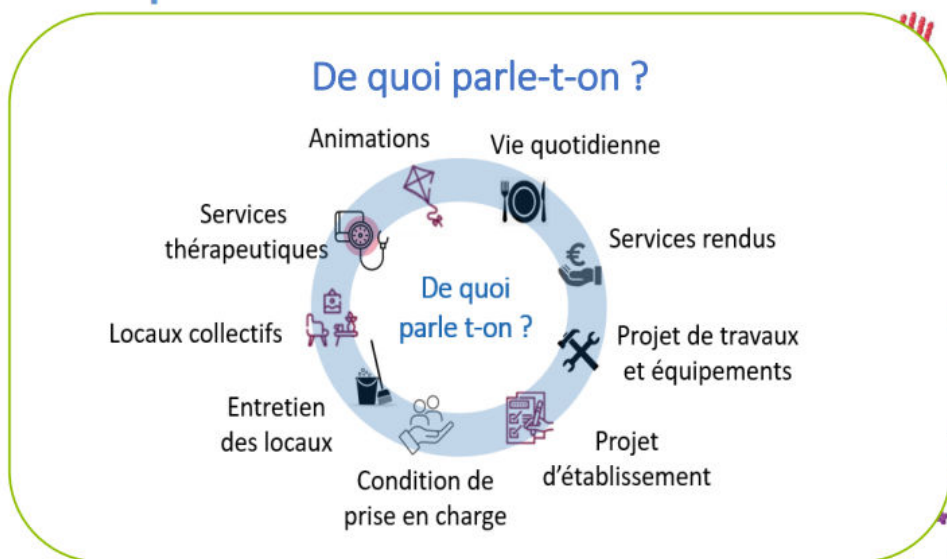 De quoi parle-t-on ?
Animations
Vie quotidienne
Services
thérapeutiques
Services rendus
€
De quoi
parle t-on ?
Locaux collectifs
Projet de travaux
et équipements
Entretien
des locaux
Projet
d'établissement
Condition de
prise en charge